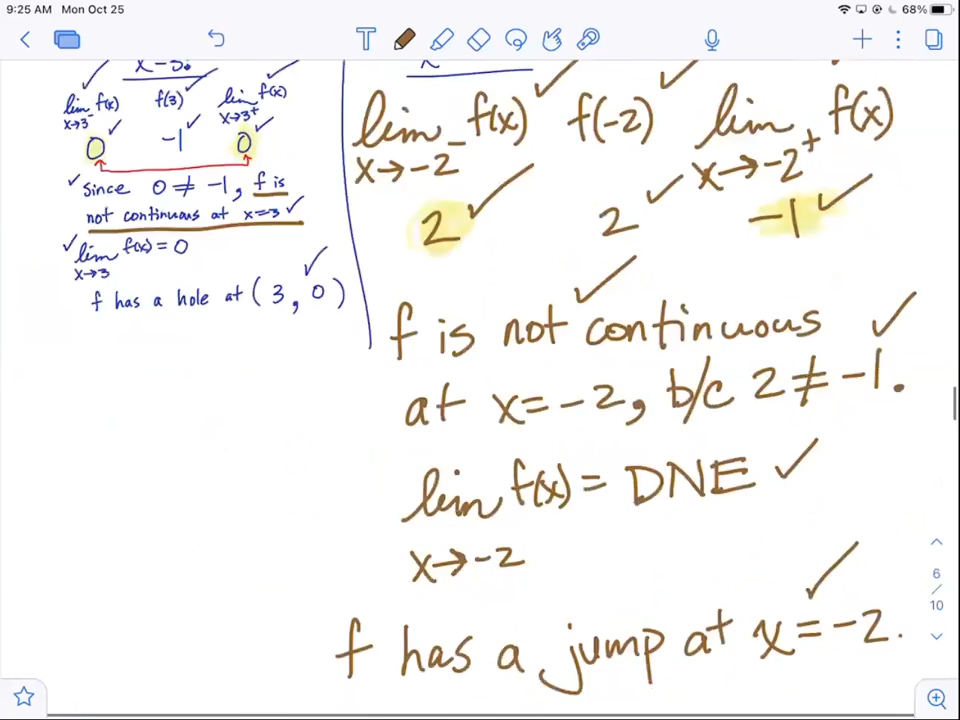 9:25 AM Mon Oct 25
68%
x-3:
lim f(x) f(3) lim f(x)
x→3⁻ x→3⁺
0 -1 0
Since 0 ≠ -1, f is
not continuous at x=3
lim f(x) = 0
x→3
f has a hole at (3, 0)
lim f(x) f(-2) lim f(x)
x→-2⁻ x→-2⁺
2 2 -1
f is not continuous
at x=-2, b/c 2 ≠ -1.
lim f(x) = DNE
x→-2
f has a jump at x=-2.
6
/
10